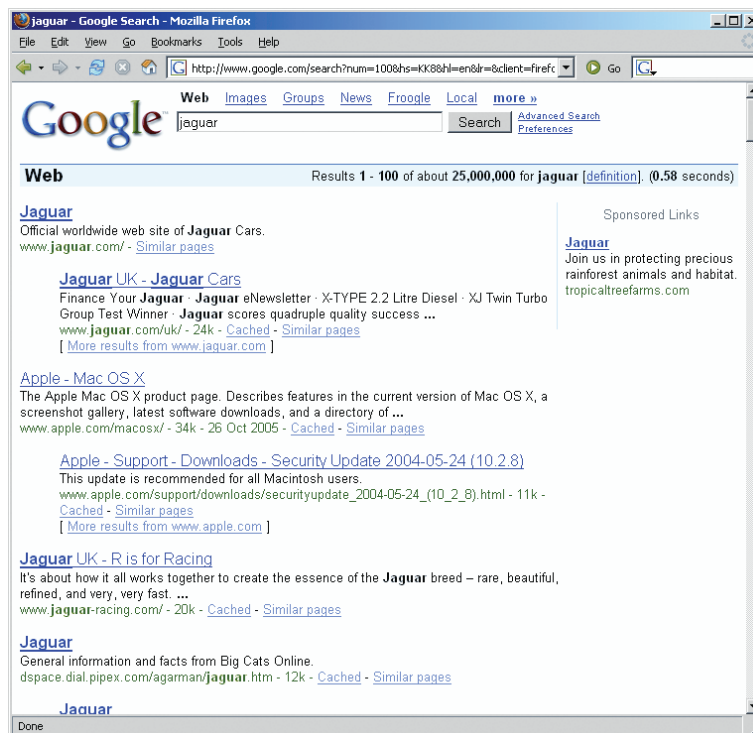 jaguar - Google Search - Mozilla Firefox
File Edit View Go Bookmarks Tools Help
http://www.google.com/search?num=100&hs=KK8&hl=en&lr=&client=firefo Go
Web Images Groups News Froogle Local more »
Google
jaguar Search Advanced Search
Preferences
Web Results 1 - 100 of about 25,000,000 for jaguar [definition]. (0.58 seconds)
Jaguar
Official worldwide web site of Jaguar Cars.
www.jaguar.com/ - Similar pages
Jaguar UK - Jaguar Cars
Finance Your Jaguar · Jaguar eNewsletter · X-TYPE 2.2 Litre Diesel · XJ Twin Turbo
Group Test Winner · Jaguar scores quadruple quality success ...
www.jaguar.com/uk/ - 24k - Cached - Similar pages
[ More results from www.jaguar.com ]
Apple - Mac OS X
The Apple Mac OS X product page. Describes features in the current version of Mac OS X, a
screenshot gallery, latest software downloads, and a directory of ...
www.apple.com/macosx/ - 34k - 26 Oct 2005 - Cached - Similar pages
Apple - Support - Downloads - Security Update 2004-05-24 (10.2.8)
This update is recommended for all Macintosh users.
www.apple.com/support/downloads/securityupdate_2004-05-24_(10_2_8).html - 11k -
Cached - Similar pages
[ More results from www.apple.com ]
Jaguar UK - R is for Racing
It's about how it all works together to create the essence of the Jaguar breed – rare, beautiful,
refined, and very, very fast. ...
www.jaguar-racing.com/ - 20k - Cached - Similar pages
Jaguar
General information and facts from Big Cats Online.
dspace.dial.pipex.com/agarman/jaguar.htm - 12k - Cached - Similar pages
Jaguar
Sponsored Links
Jaguar
Join us in protecting precious
rainforest animals and habitat.
tropicaltreefarms.com
Done